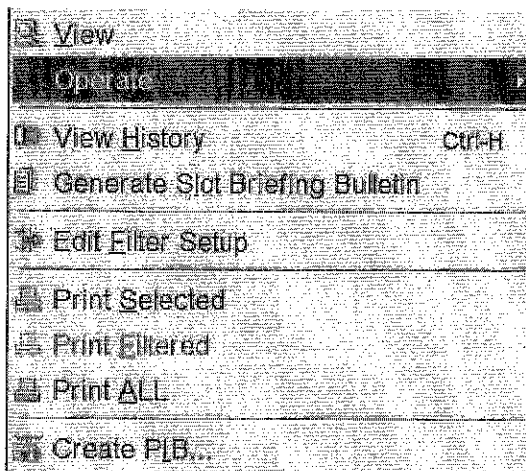 View
Operate
View History Ctrl-H
Generate Slot Briefing Bulletin
Edit Filter Setup
Print Selected
Print Filtered
Print ALL
Create PIB...